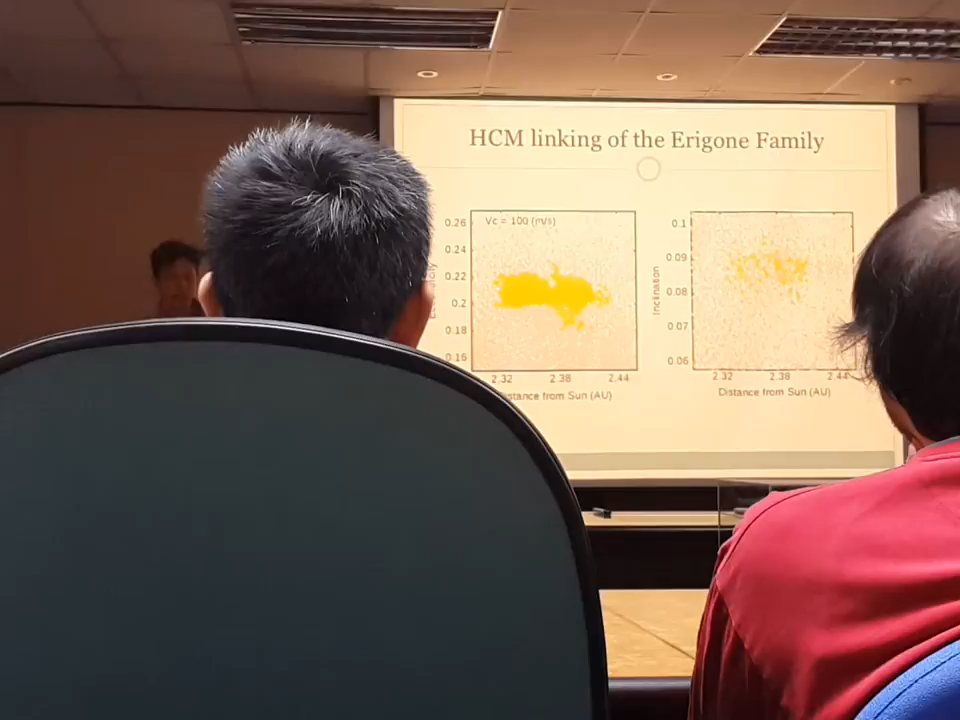 HCM linking of the Erigone Family
Vc = 100 (m/s)
0.26
0.24
0.22
0.2
0.18
0.16
2.32 2.38 2.44
Distance from Sun (AU)
0.1
0.09
0.08
0.07
0.06
Inclination
2.32 2.38 2.44
Distance from Sun (AU)